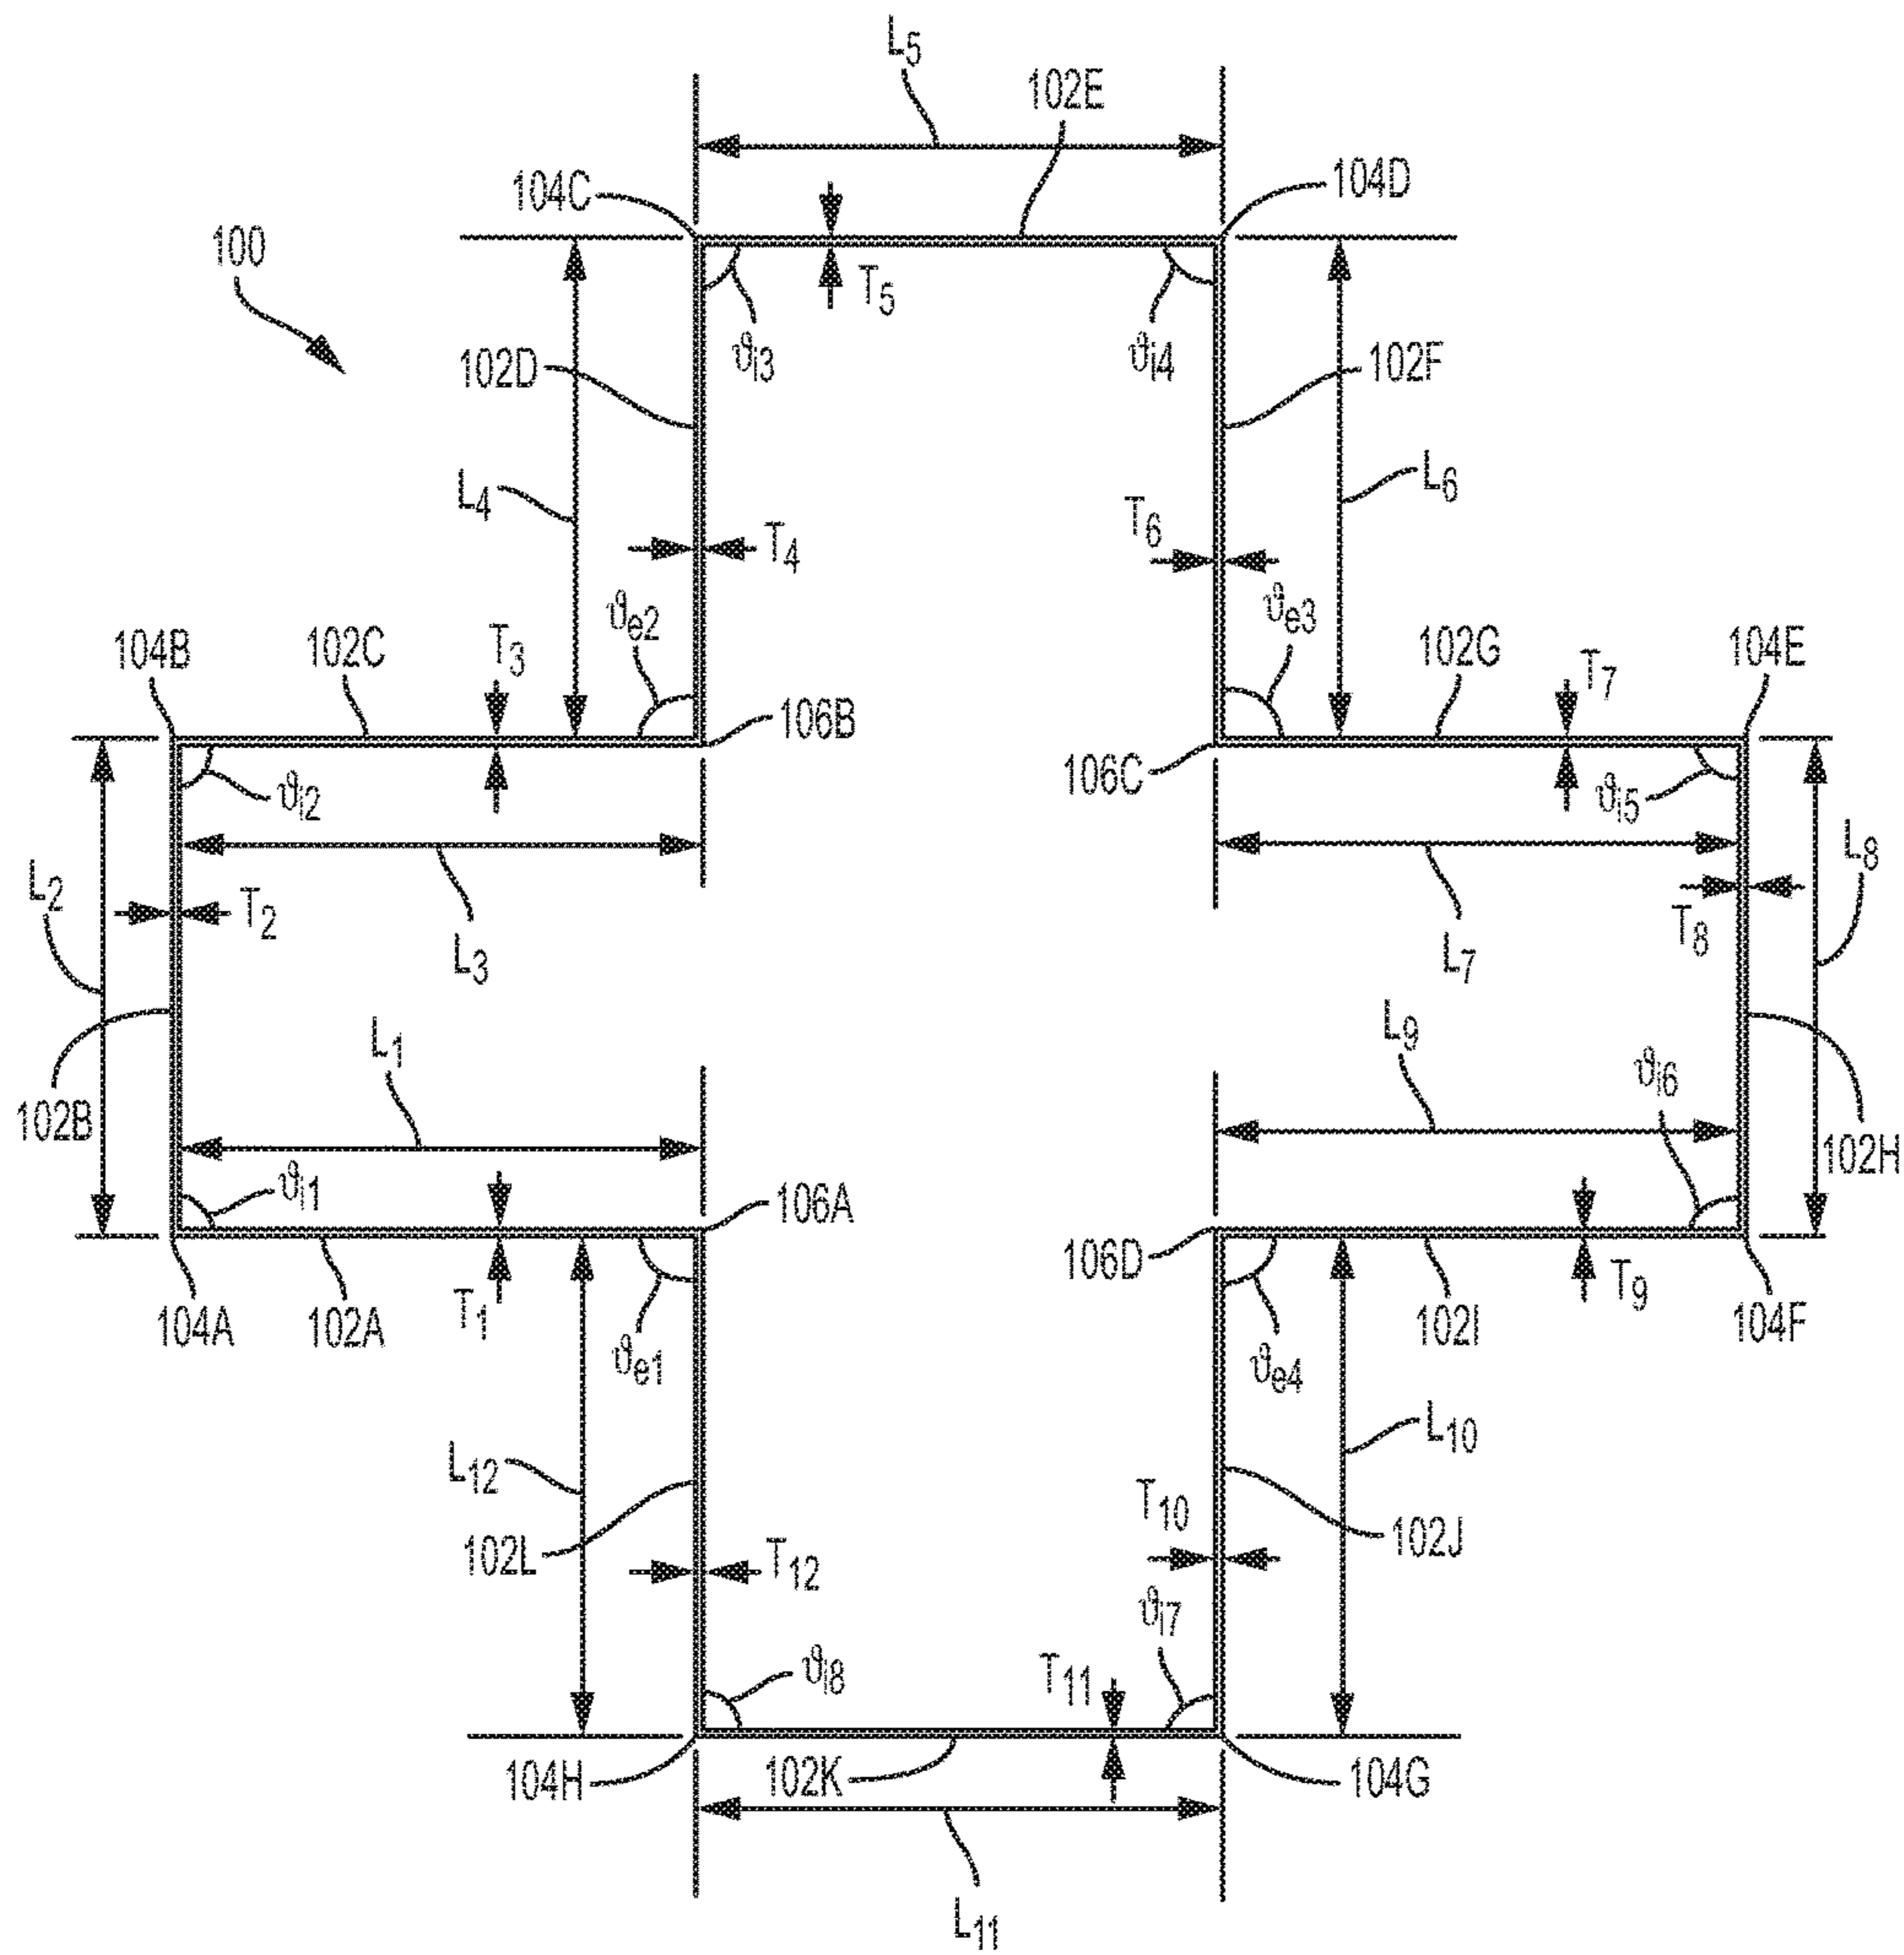 L5
102E
104C
104D
100
T5
ϑi3
ϑi4
102D
102F
L4
L6
T4
T6
ϑe2
ϑe3
104B
102C
T3
102G
T7
104E
106B
106C
ϑi2
ϑi5
L2
T2
L3
L7
T8
L8
L1
L9
ϑi6
102B
102H
ϑi1
106A
106D
104A
102A
T1
ϑe1
ϑe4
102I
T9
104F
L12
L10
102L
T12
T10
102J
ϑi8
ϑi7
T11
104H
102K
104G
L11